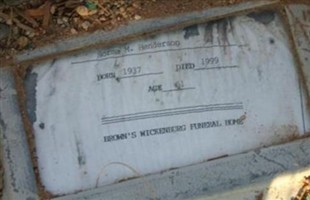 M. Henderson
BORN 1937 DIED 1999
AGE
BROWN'S WICKENBURG FUNERAL HOME